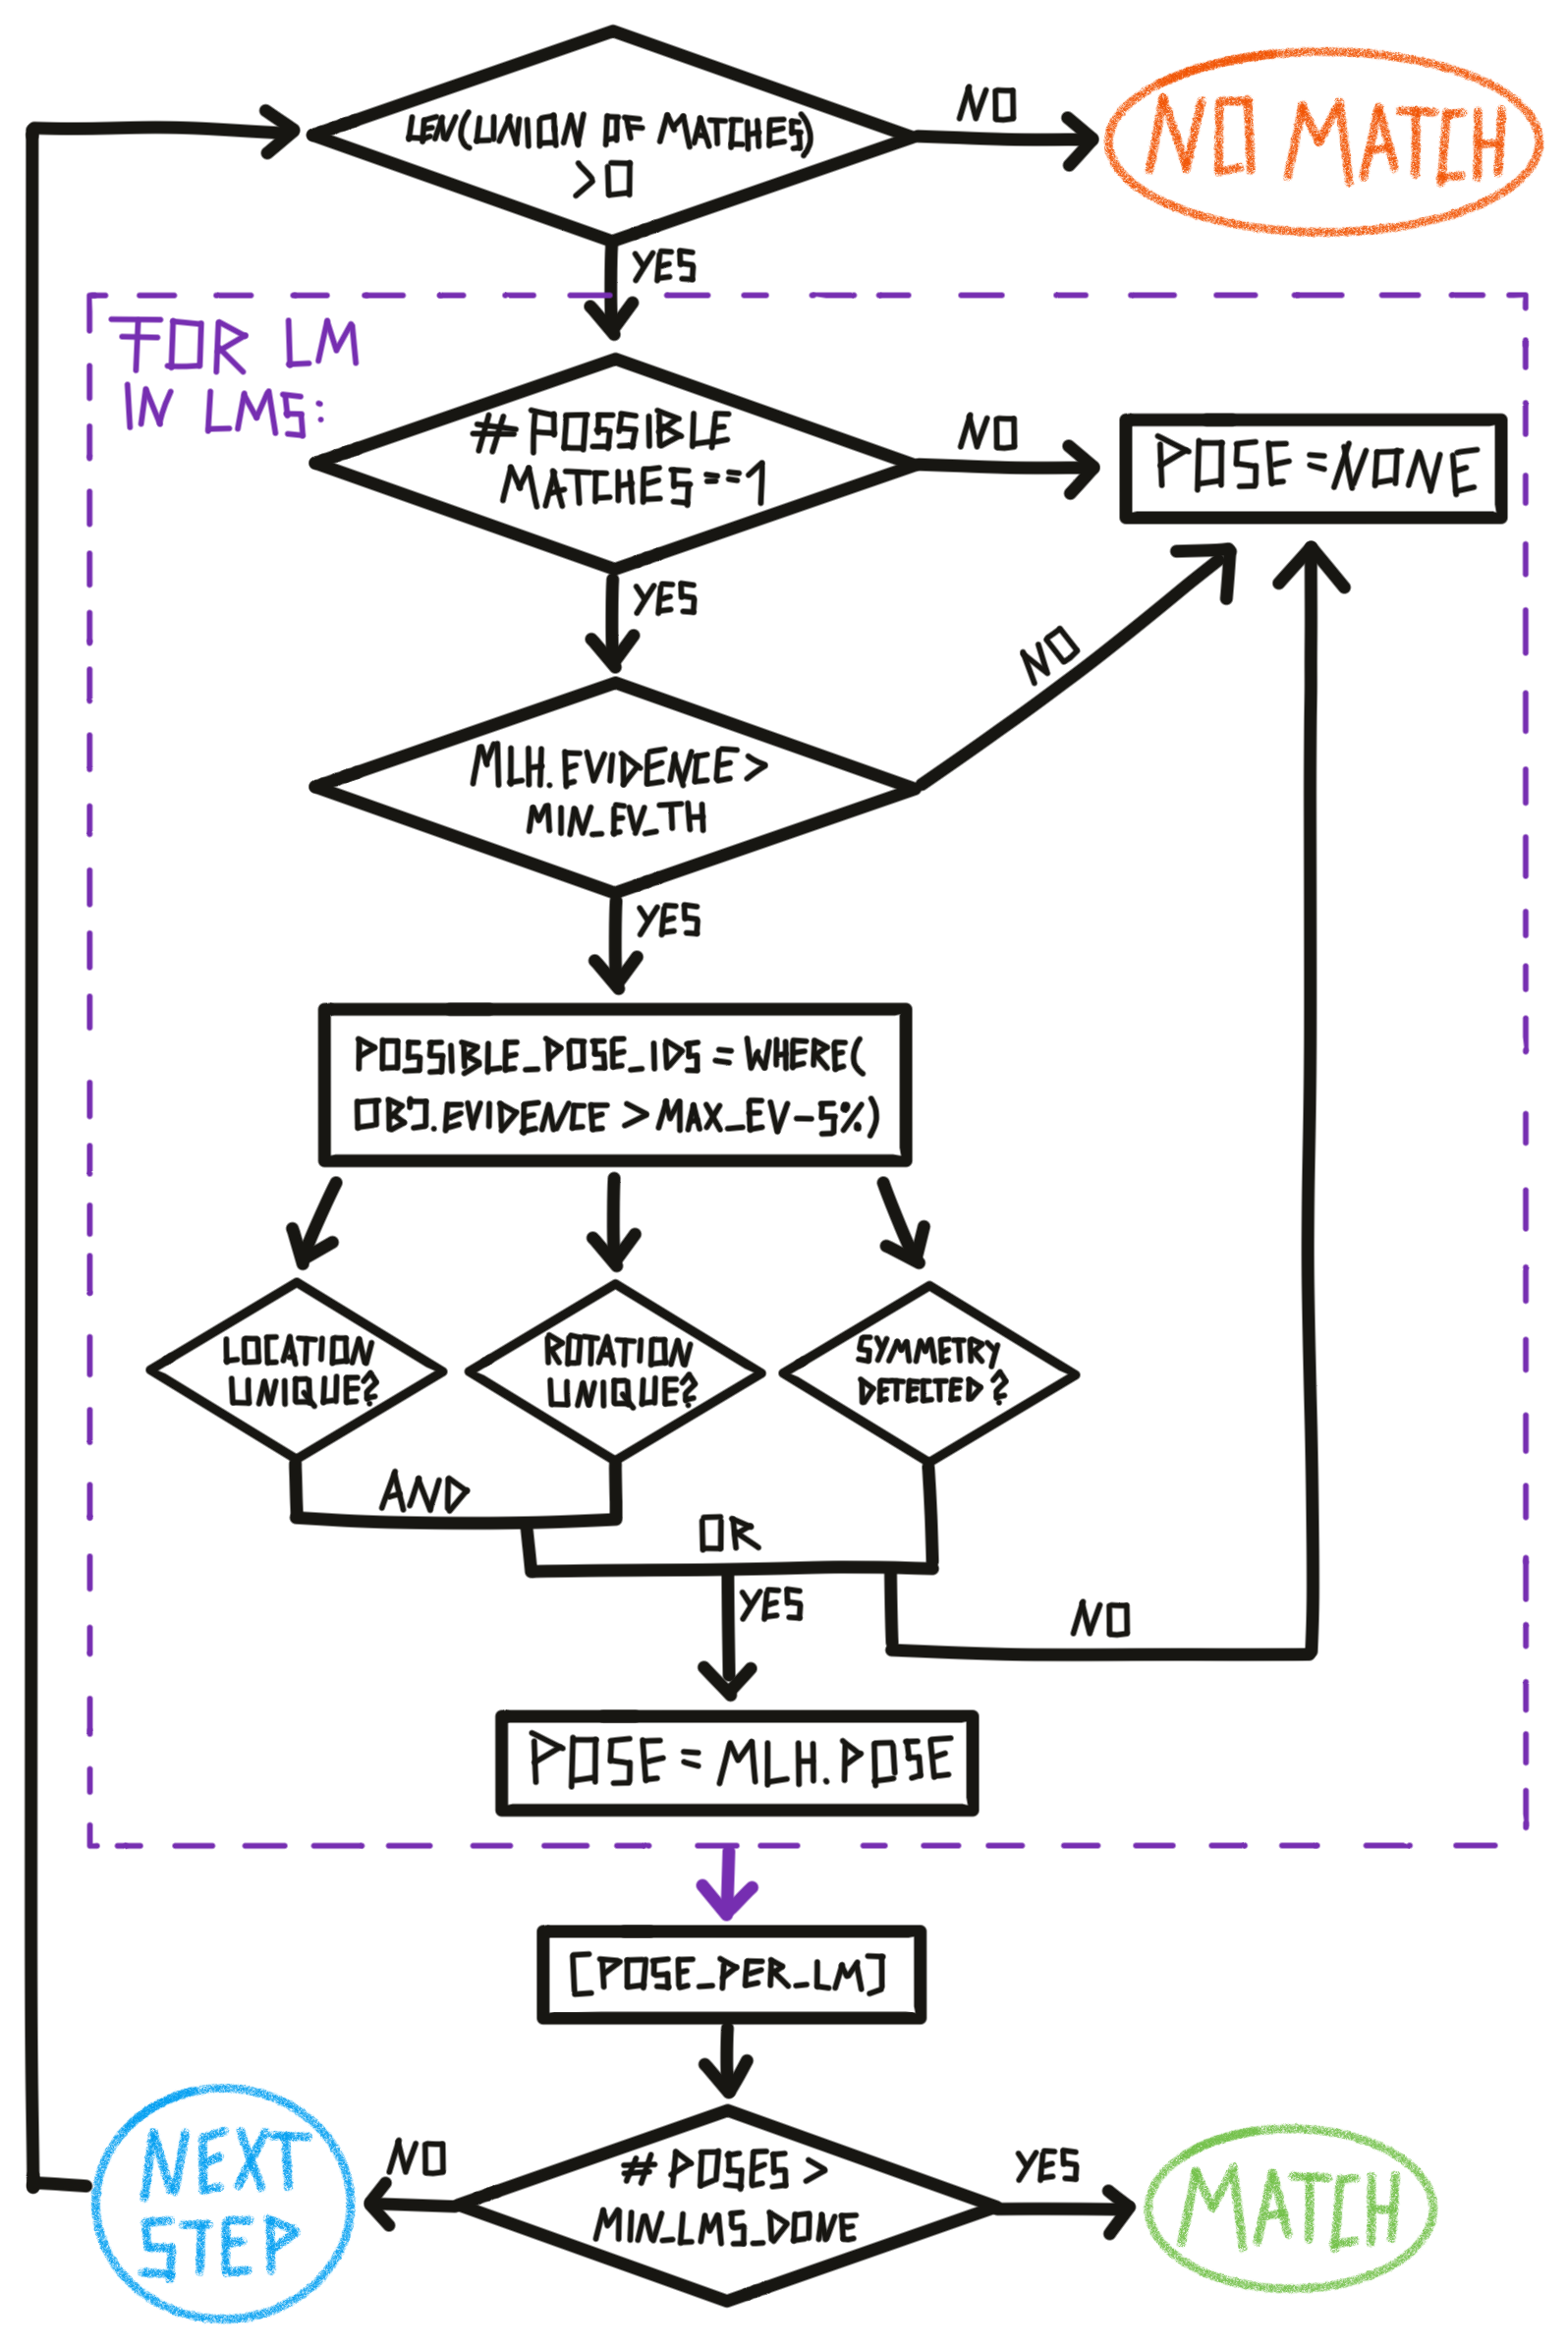 LEN(UNION OF MATCHES)
>0
NO
NO MATCH
YES
FOR LM
IN LMS:
# POSSIBLE
MATCHES ==1
NO
POSE=NONE
YES
NO
MLH.EVIDENCE >
MIN_EV_TH
YES
POSSIBLE_POSE_IDS = WHERE(
OBJ.EVIDENCE > MAX_EV-5%)
LOCATION
UNIQUE?
ROTATION
UNIQUE?
SYMMETRY
DETECTED?
AND
OR
YES
NO
POSE = MLH.POSE
[POSE_PER_LM]
NEXT
STEP
NO
# POSES >
MIN_LMS_DONE
YES
MATCH